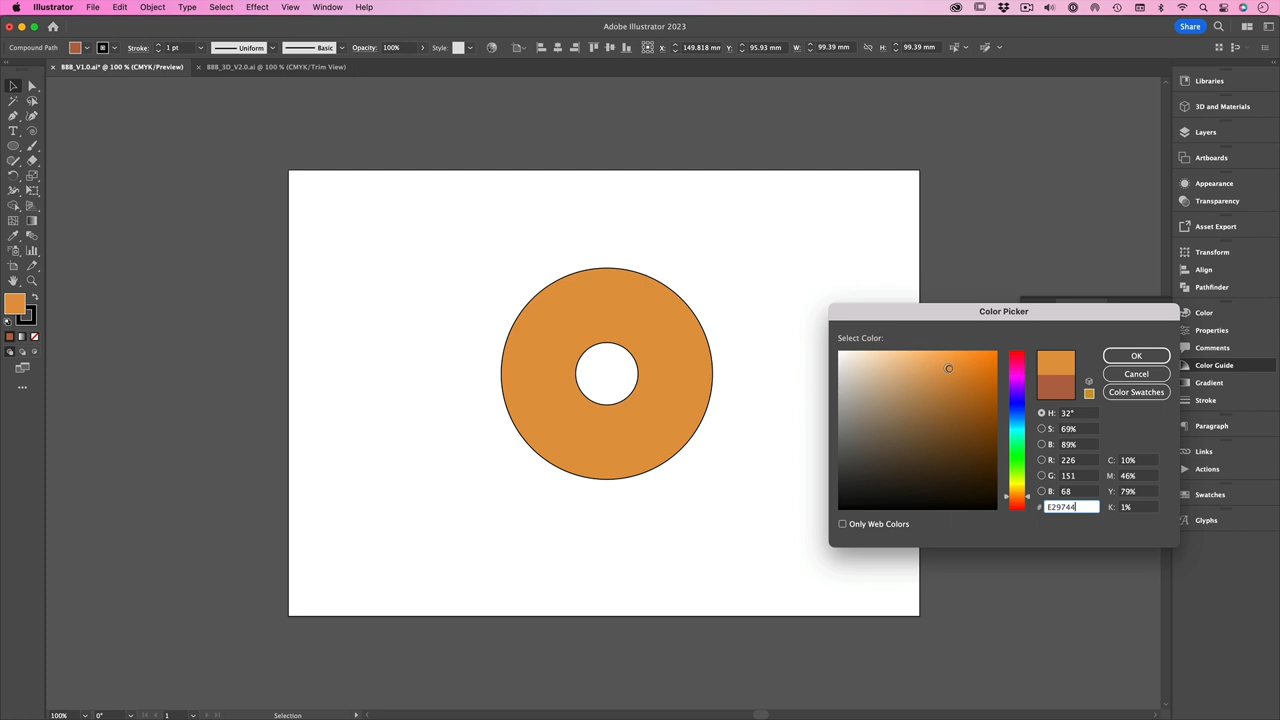 Illustrator File Edit Object Type Select Effect View Window Help
Adobe Illustrator 2023
Share
Compound Path Stroke: 1 pt Uniform Basic Opacity: 100% Style: X: 149.818 mm Y: 95.93 mm W: 99.39 mm H: 99.39 mm
BBB_V1.0.ai* @ 100 % (CMYK/Preview) BBB_3D_V2.0.ai @ 100 % (CMYK/Trim View)
Libraries
3D and Materials
Layers
Artboards
Appearance
Transparency
Asset Export
Transform
Align
Pathfinder
Color
Properties
Comments
Color Guide
Gradient
Stroke
Paragraph
Links
Actions
Swatches
Glyphs
Color Picker
Select Color:
OK
Cancel
Color Swatches
H: 32°
S: 69%
B: 89%
R: 226 C: 10%
G: 151 M: 46%
B: 68 Y: 79%
# E29744 K: 1%
Only Web Colors
100% 0° 1 Selection